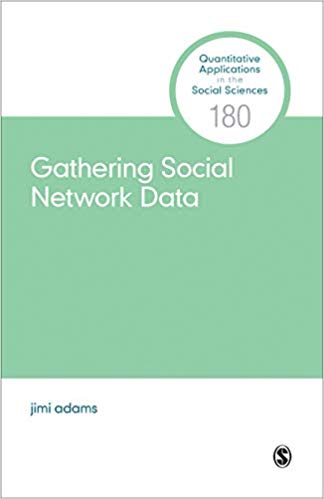 Quantitative
Applications
in the
Social Sciences
180
Gathering Social
Network Data
jimi adams
S